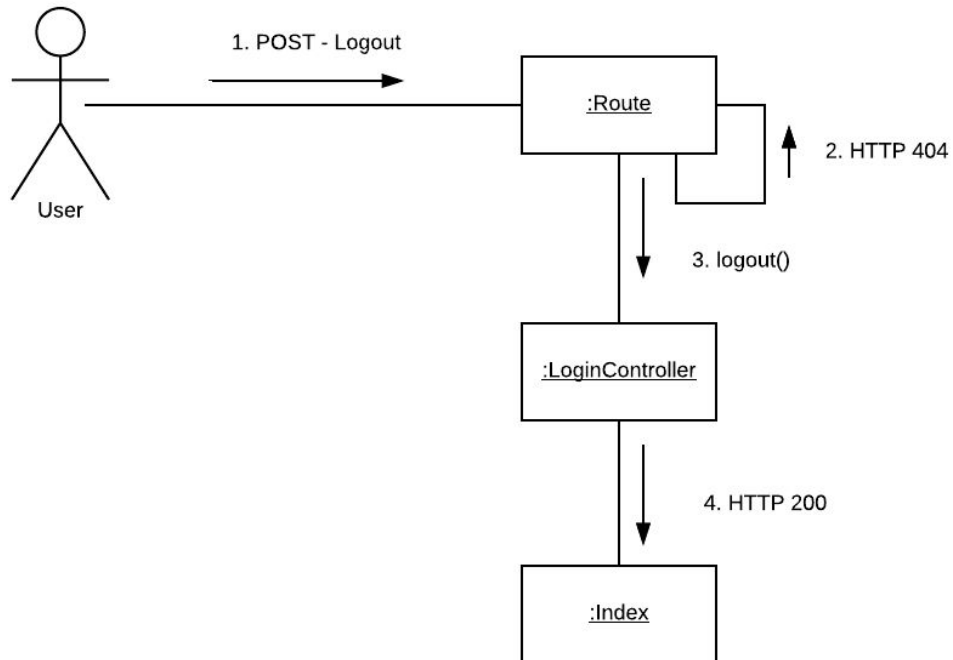 1. POST - Logout
:Route
2. HTTP 404
User
3. logout()
:LoginController
4. HTTP 200
:Index